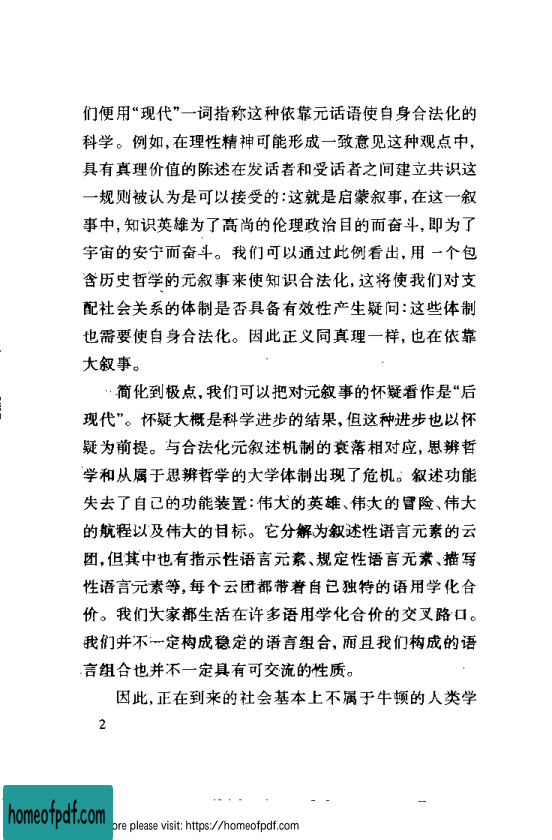 们便用“现代”一词指称这种依靠元话语使自身合法化的
科学。例如,在理性精神可能形成一致意见这种观点中,
具有真理价值的陈述在发话者和受话者之间建立共识这
一规则被认为是可以接受的:这就是启蒙叙事,在这一叙
事中,知识英雄为了高尚的伦理政治目的而奋斗,即为了
宇宙的安宁而奋斗。我们可以通过此例看出,用一个包
含历史哲学的元叙事来使知识合法化,这将使我们对支
配社会关系的体制是否具备有效性产生疑问:这些体制
也需要使自身合法化。因此正义同真理一样,也在依靠
大叙事。
简化到极点,我们可以把对元叙事的怀疑看作是“后
现代”。怀疑大概是科学进步的结果,但这种进步也以怀
疑为前提。与合法化元叙述机制的衰落相对应,思辨哲
学和从属于思辨哲学的大学体制出现了危机。叙述功能
失去了自己的功能装置:伟大的英雄、伟大的冒险、伟大
的航程以及伟大的目标。它分解为叙述性语言元素的云
团,但其中也有指示性语言元素、规定性语言元素、描写
性语言元素等,每个云团都带着自己独特的语用学化合
价。我们大家都生活在许多语用学化合价的交叉路口。
我们并不一定构成稳定的语言组合,而且我们构成的语
言组合也并不一定具有可交流的性质。
因此,正在到来的社会基本上不属于牛顿的人类学
2
homeofpdf.com
ore please visit: https://homeofpdf.com